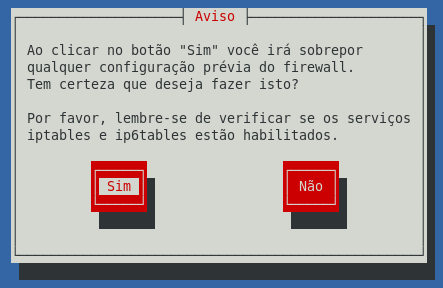 Aviso
Ao clicar no botão "Sim" você irá sobrepor
qualquer configuração prévia do firewall.
Tem certeza que deseja fazer isto?
Por favor, lembre-se de verificar se os serviços
iptables e ip6tables estão habilitados.
Sim
Não